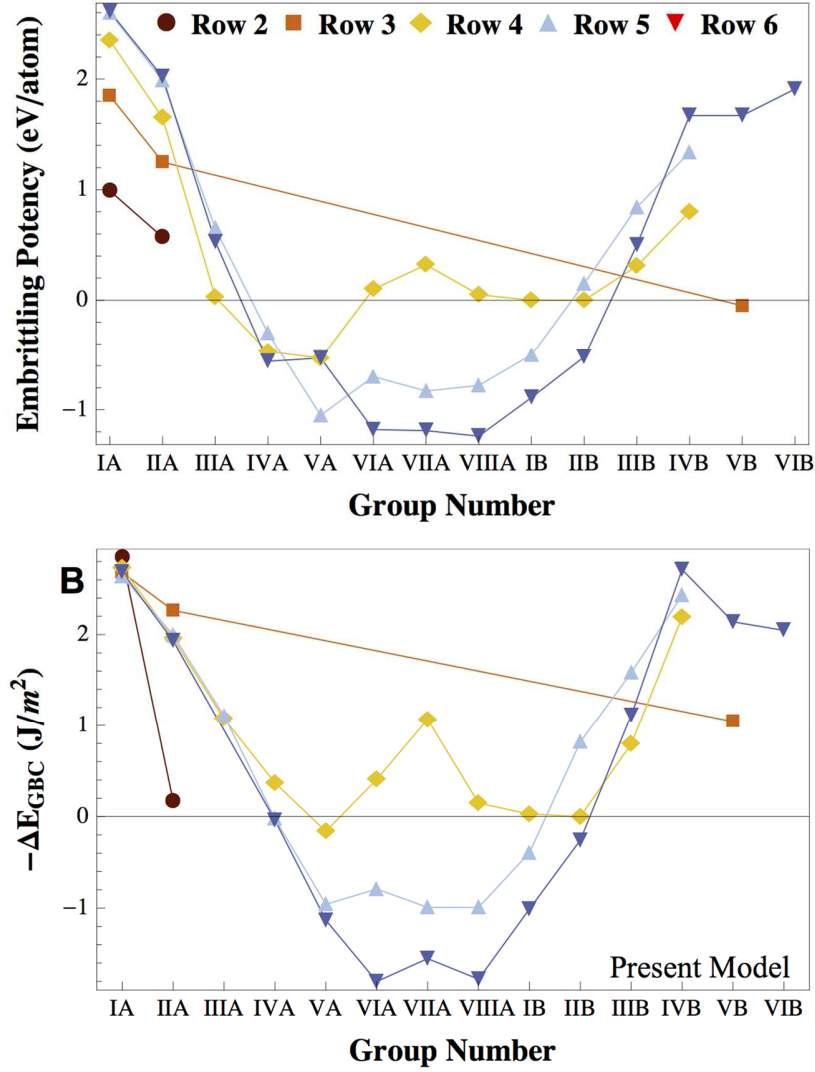 Row 2 Row 3 Row 4 Row 5 Row 6
Embrittling Potency (eV/atom)
2
1
0
−1
IA IIA IIIA IVA VA VIA VIIA VIIIA IB IIB IIIB IVB VB VIB
Group Number
B
−ΔE_GBC (J/m²)
2
1
0
−1
Present Model
IA IIA IIIA IVA VA VIA VIIA VIIIA IB IIB IIIB IVB VB VIB
Group Number